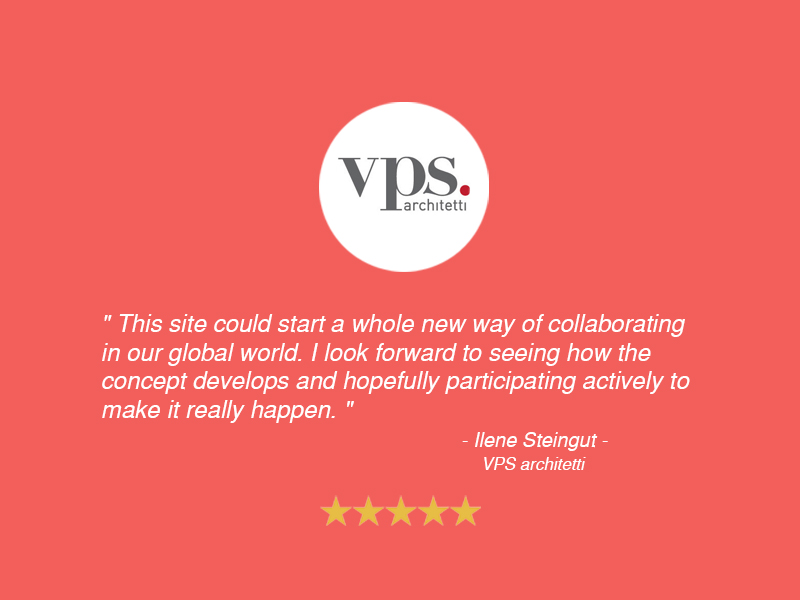 vps.
architetti
" This site could start a whole new way of collaborating
in our global world. I look forward to seeing how the
concept develops and hopefully participating actively to
make it really happen. "
- Ilene Steingut -
VPS architetti